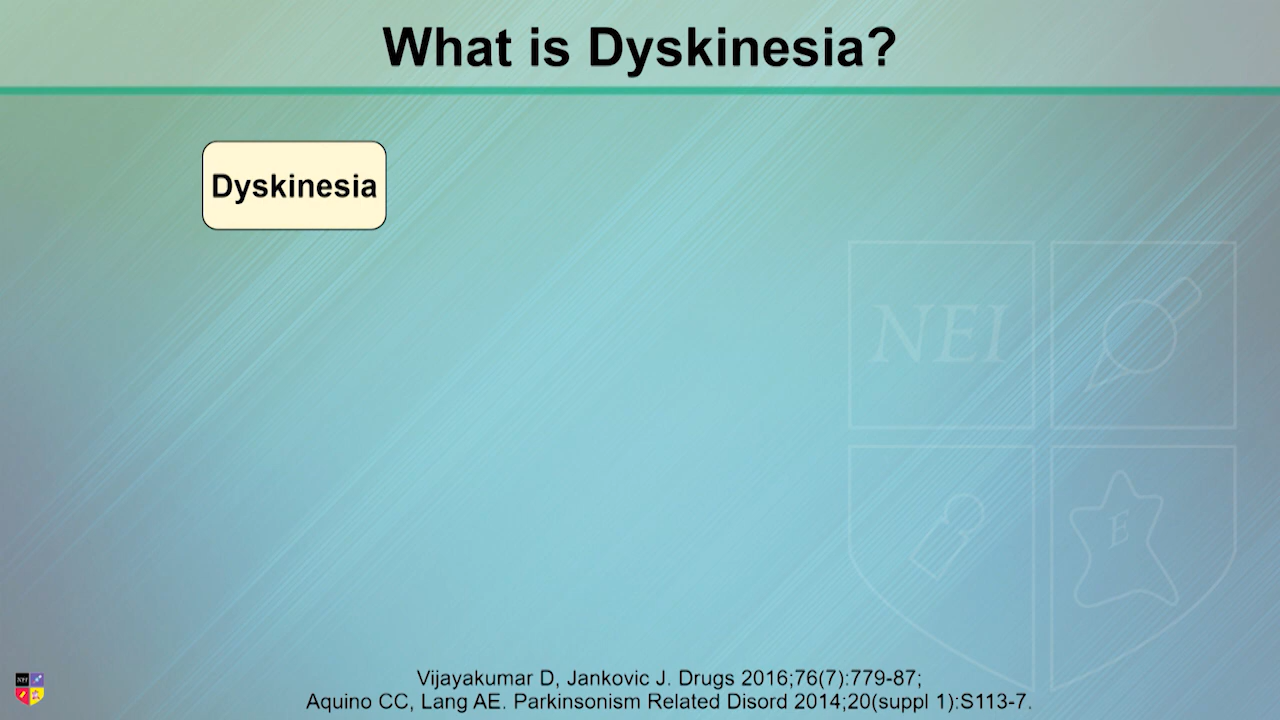 What is Dyskinesia?
Dyskinesia
NEI
E
Vijayakumar D, Jankovic J. Drugs 2016;76(7):779-87;
Aquino CC, Lang AE. Parkinsonism Related Disord 2014;20(suppl 1):S113-7.
NEI